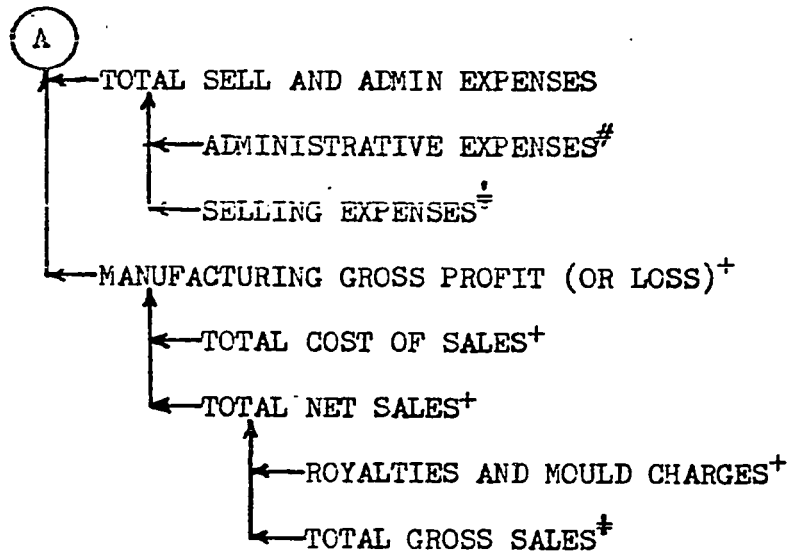 A
TOTAL SELL AND ADMIN EXPENSES
ADMINISTRATIVE EXPENSES#
SELLING EXPENSES‡
MANUFACTURING GROSS PROFIT (OR LOSS)+
TOTAL COST OF SALES+
TOTAL NET SALES+
ROYALTIES AND MOULD CHARGES+
TOTAL GROSS SALES‡